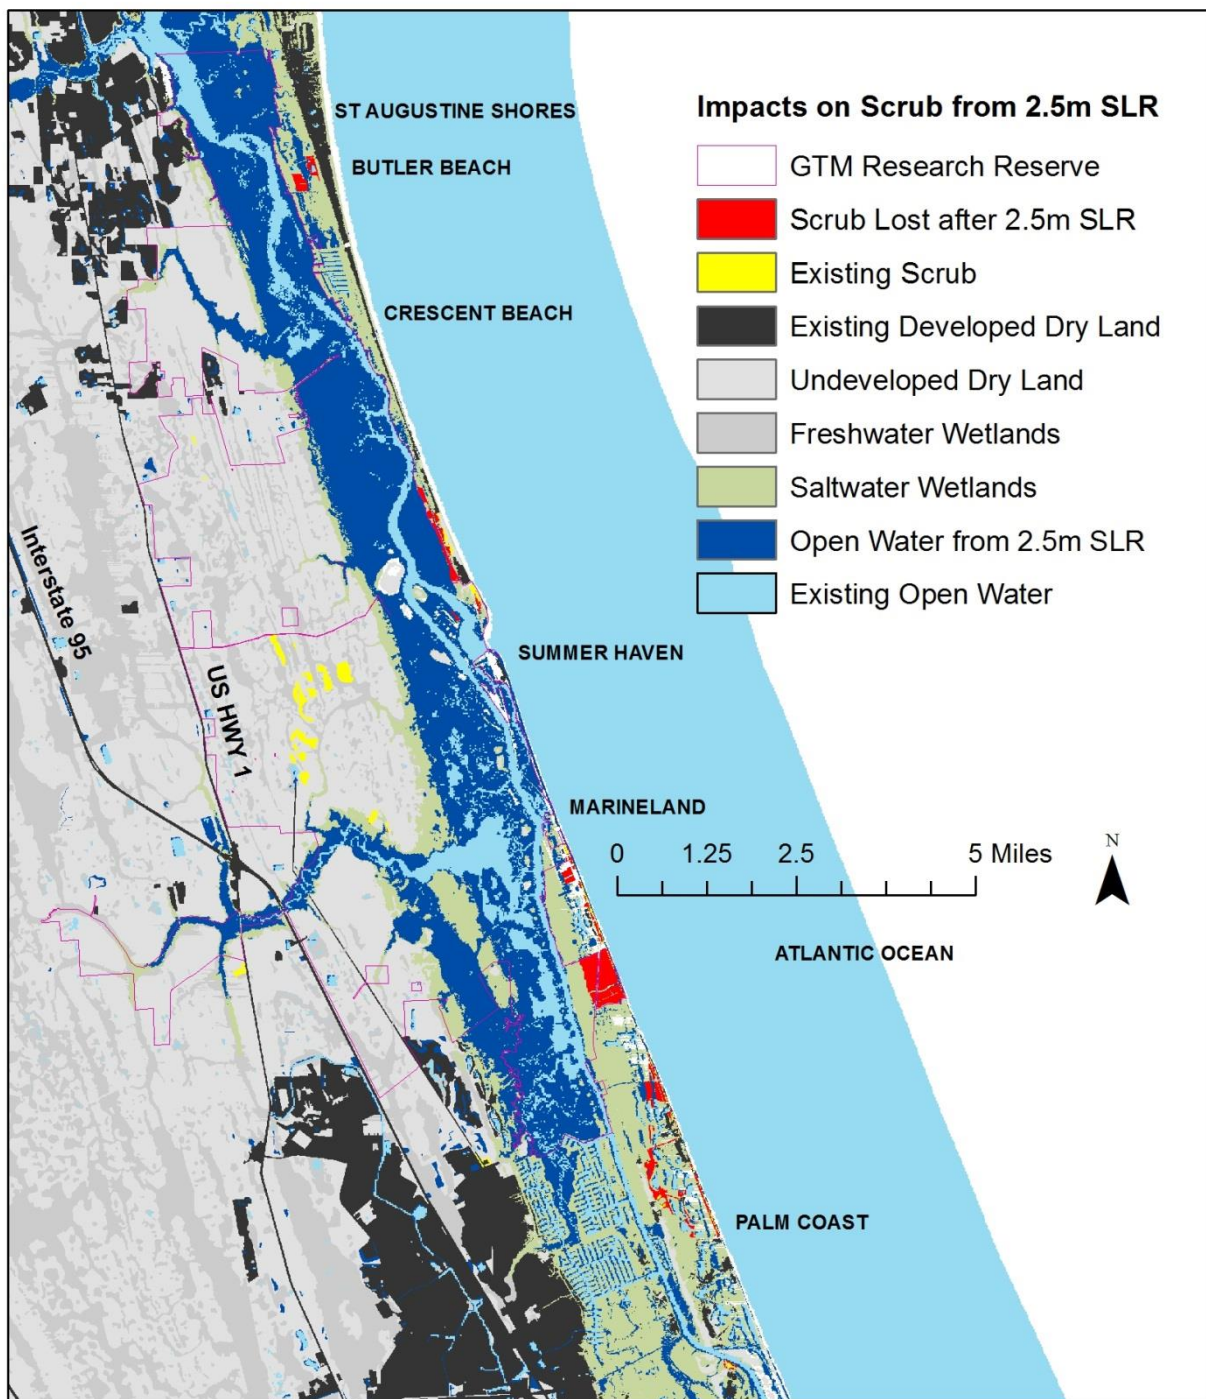 Impacts on Scrub from 2.5m SLR
GTM Research Reserve
Scrub Lost after 2.5m SLR
Existing Scrub
Existing Developed Dry Land
Undeveloped Dry Land
Freshwater Wetlands
Saltwater Wetlands
Open Water from 2.5m SLR
Existing Open Water
ST AUGUSTINE SHORES
BUTLER BEACH
CRESCENT BEACH
Interstate 95
US HWY 1
SUMMER HAVEN
MARINELAND
0 1.25 2.5 5 Miles
N
ATLANTIC OCEAN
PALM COAST